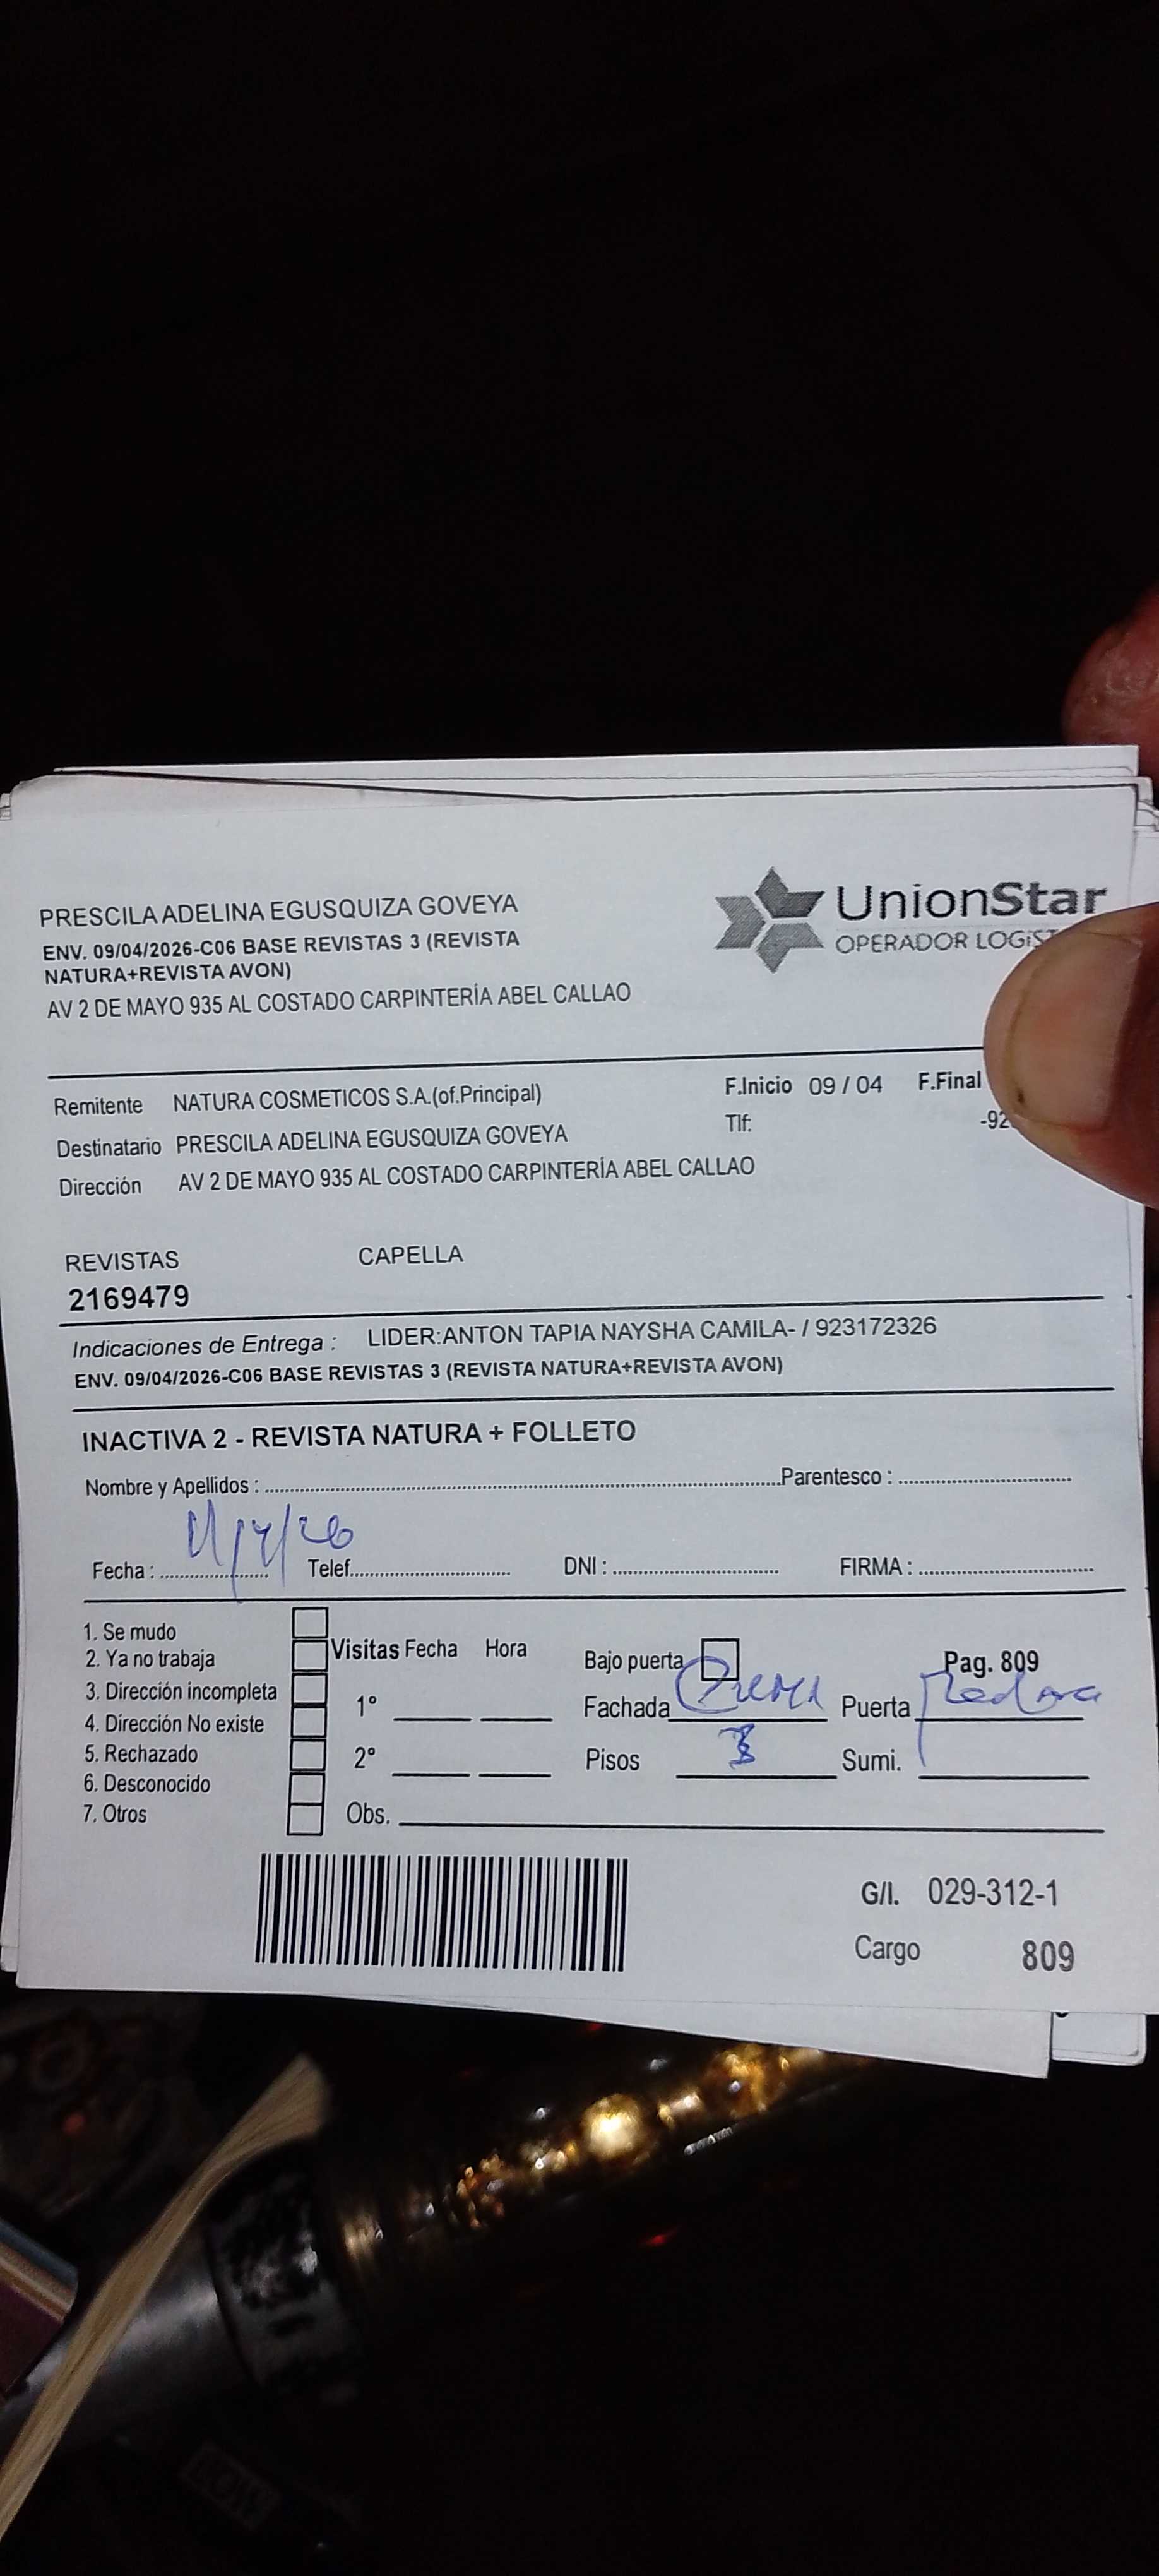 PRESCILA ADELINA EGUSQUIZA GOVEYA
ENV. 09/04/2026-C06 BASE REVISTAS 3 (REVISTA
NATURA+REVISTA AVON)
AV 2 DE MAYO 935 AL COSTADO CARPINTERÍA ABEL CALLAO
UnionStar
OPERADOR
Remitente NATURA COSMETICOS S.A.(of.Principal)
F.Inicio 09 / 04 F.Final
Destinatario PRESCILA ADELINA EGUSQUIZA GOVEYA
Tlf:
Dirección AV 2 DE MAYO 935 AL COSTADO CARPINTERÍA ABEL CALLAO
REVISTAS CAPELLA
2169479
Indicaciones de Entrega : LIDER:ANTON TAPIA NAYSHA CAMILA- / 923172326
ENV. 09/04/2026-C06 BASE REVISTAS 3 (REVISTA NATURA+REVISTA AVON)
INACTIVA 2 - REVISTA NATURA + FOLLETO
Nombre y Apellidos : Parentesco :
Fecha : Telef. DNI : FIRMA :
1. Se mudo
2. Ya no trabaja
3. Dirección incompleta
4. Dirección No existe
5. Rechazado
6. Desconocido
7. Otros
Visitas Fecha Hora
1°
2°
Obs.
Bajo puerta Pag. 809
Fachada Crema Puerta
Pisos 3 Sumi.
G/I. 029-312-1
Cargo 809